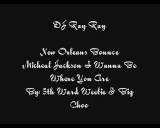 Dj Ray Ray
New Orleans Bounce
Micheal Jackson I Wanna Be
Where You Are
By: 5th Ward Weebie & Big
Choo